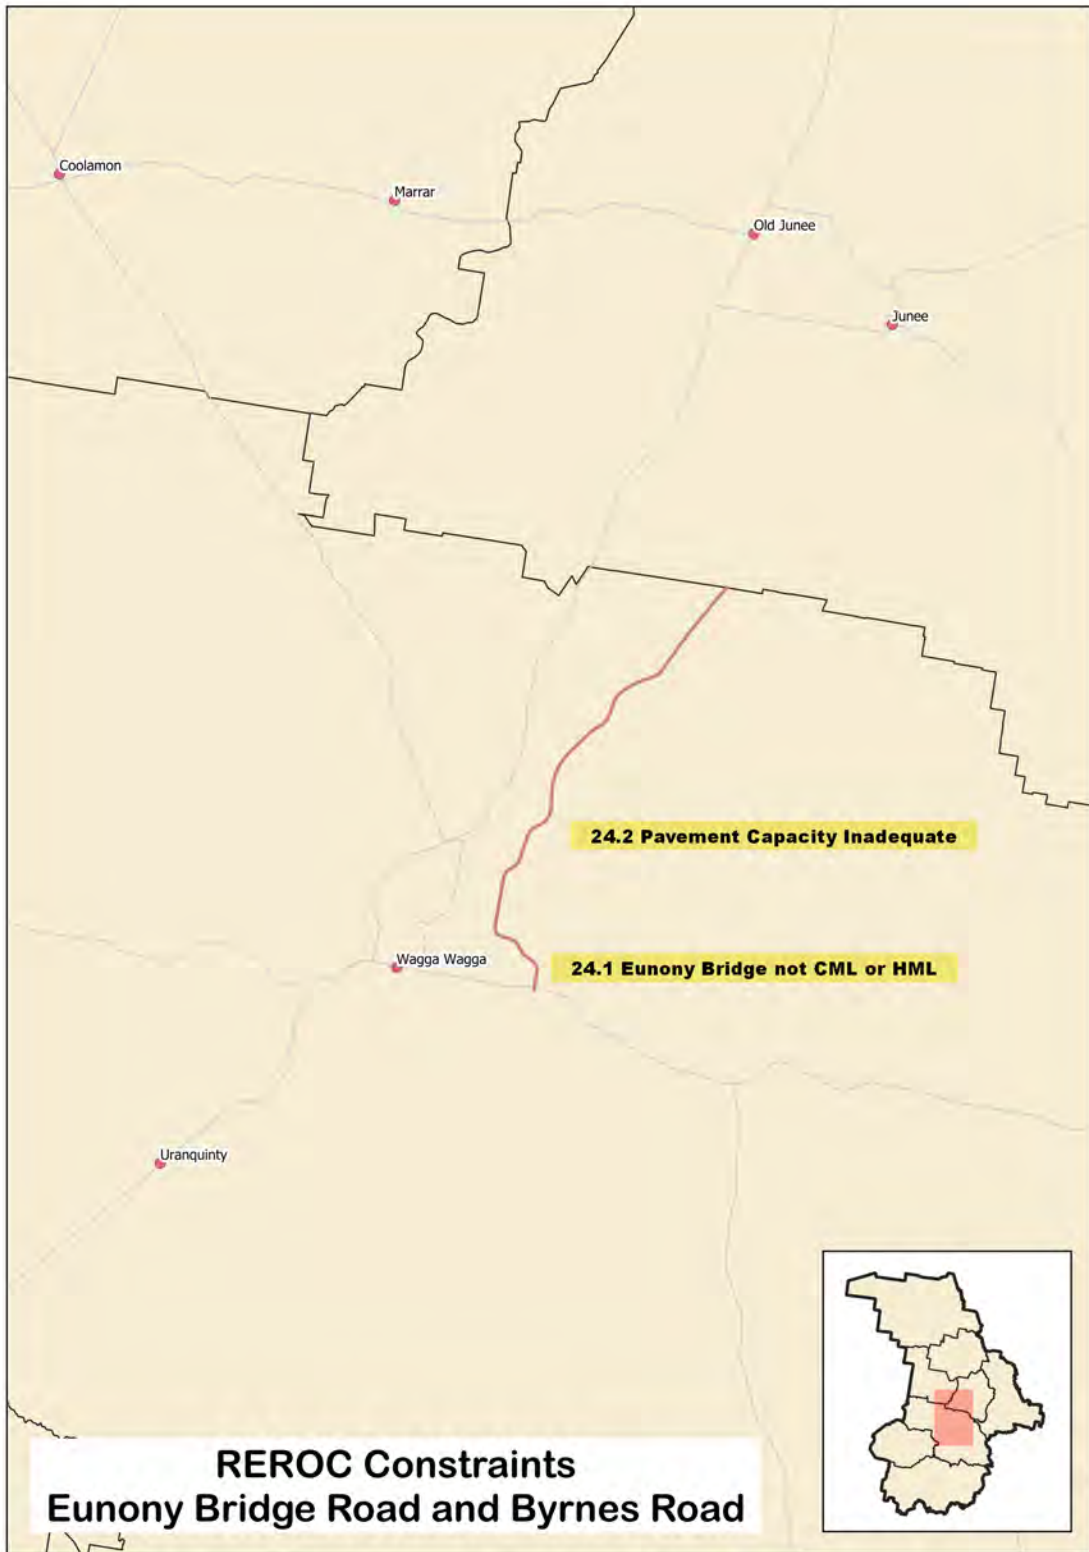 Coolamon
Marrar
Old Junee
Junee
24.2 Pavement Capacity Inadequate
Wagga Wagga
24.1 Eunony Bridge not CML or HML
Uranquinty
REROC Constraints
Eunony Bridge Road and Byrnes Road